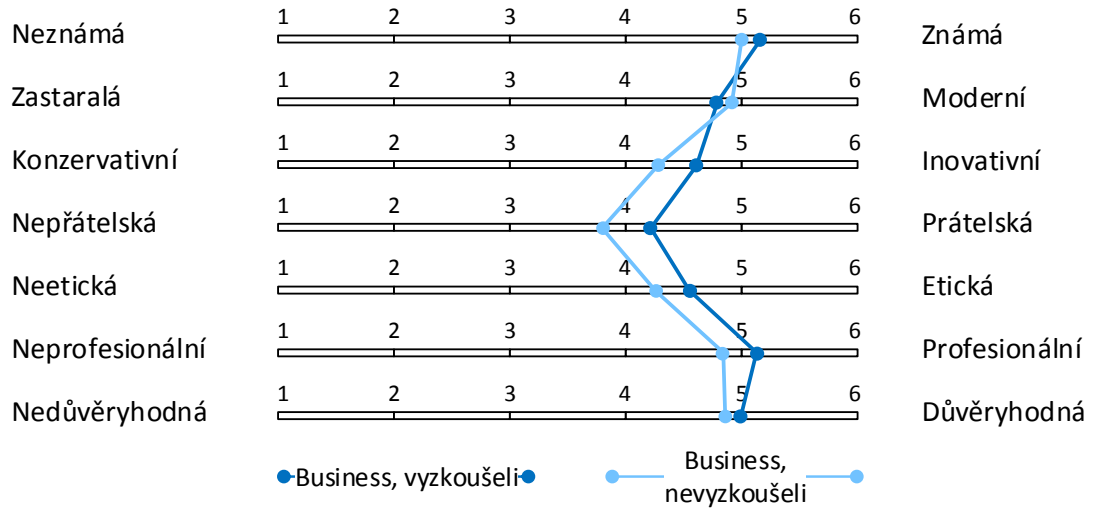 1 2 3 4 5 6
Neznámá Známá
1 2 3 4 5 6
Zastaralá Moderní
1 2 3 4 5 6
Konzervativní Inovativní
1 2 3 4 5 6
Nepřátelská Prátelská
1 2 3 4 5 6
Neetická Etická
1 2 3 4 5 6
Neprofesionální Profesionální
1 2 3 4 5 6
Nedůvěryhodná Důvěryhodná
Business, vyzkoušeli
Business,
nevyzkoušeli